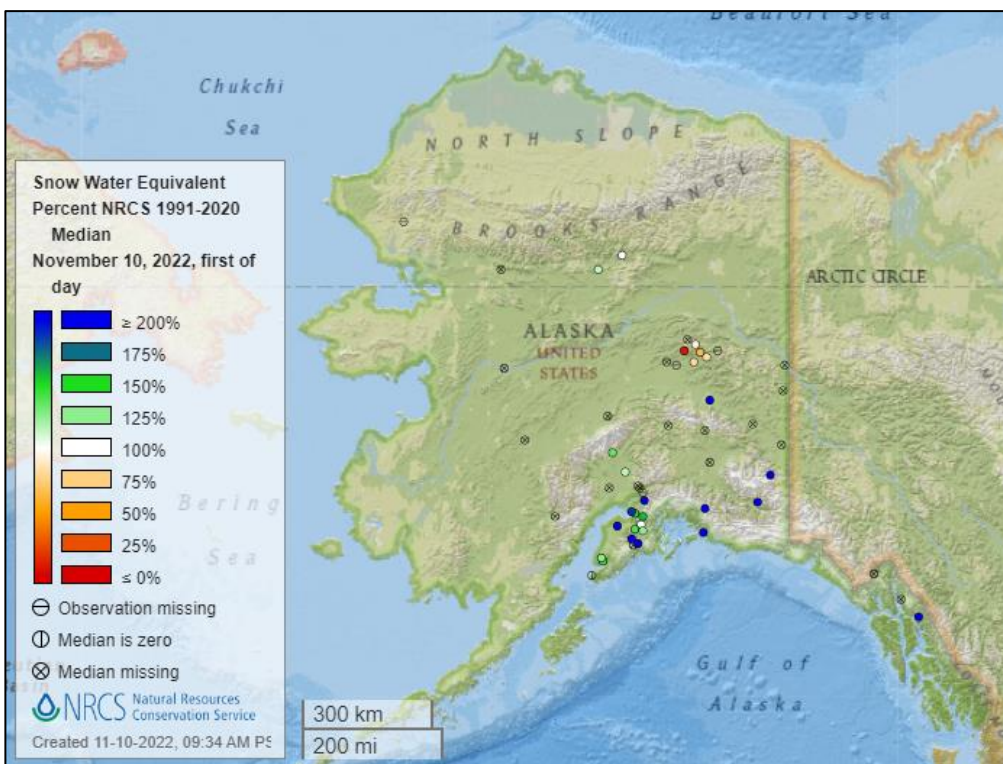 Beaufort Sea
Chukchi
Sea
NORTH SLOPE
BROOKS RANGE
ARCTIC CIRCLE
ALASKA
UNITED
STATES
Bering
Sea
Gulf of
Alaska
Snow Water Equivalent
Percent NRCS 1991-2020
Median
November 10, 2022, first of
day
≥ 200%
175%
150%
125%
100%
75%
50%
25%
≤ 0%
Observation missing
Median is zero
Median missing
NRCS Natural Resources
Conservation Service
Created 11-10-2022, 09:34 AM PS
300 km
200 mi